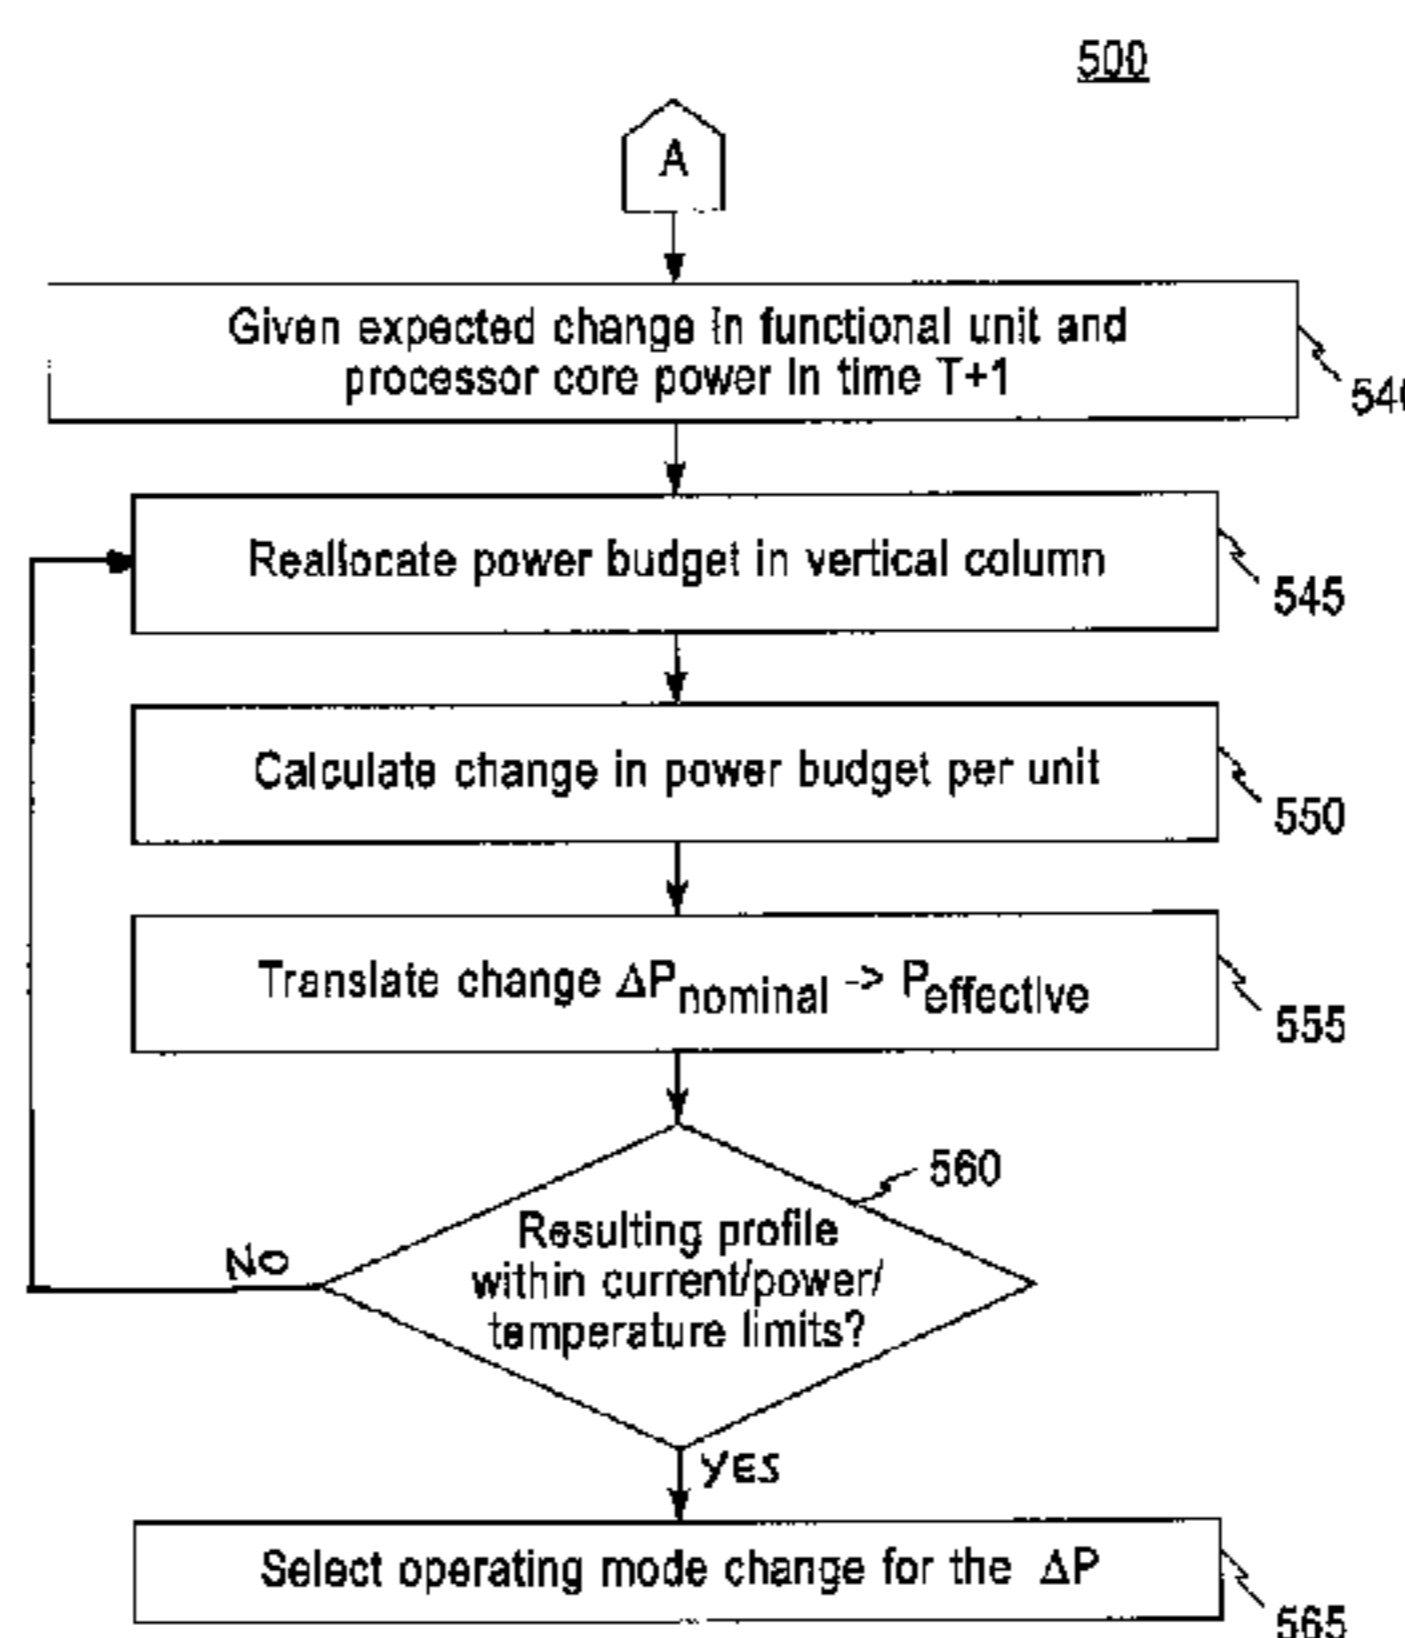 500
A
Given expected change in functional unit and
processor core power in time T+1
540
Reallocate power budget in vertical column
545
Calculate change in power budget per unit
550
Translate change ΔPnominal -> Peffective
555
560
Resulting profile
within current/power/
temperature limits?
NO
YES
Select operating mode change for the ΔP
565